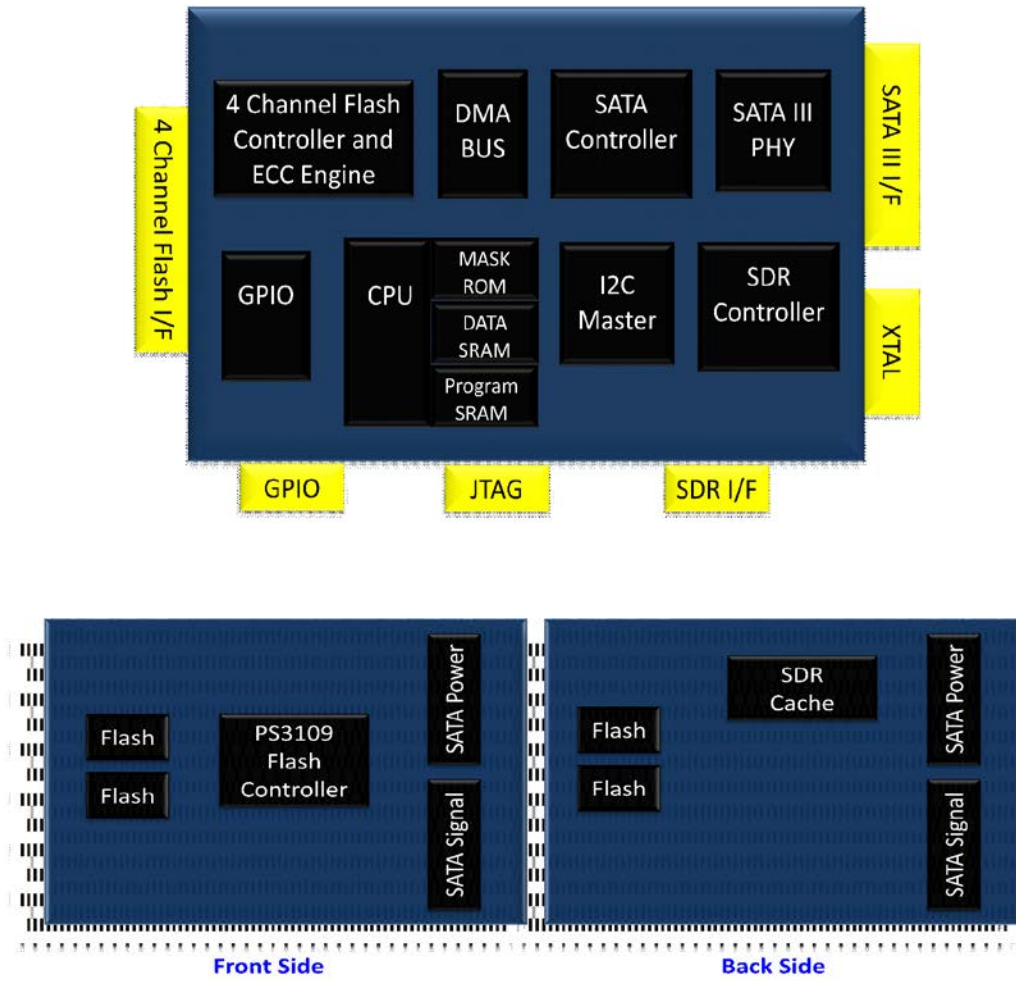 4 Channel Flash
Controller and
ECC Engine
DMA
BUS
SATA
Controller
SATA III
PHY
SATA III I/F
4 Channel Flash I/F
GPIO
CPU
MASK
ROM
DATA
SRAM
Program
SRAM
I2C
Master
SDR
Controller
XTAL
GPIO
JTAG
SDR I/F
Flash
Flash
PS3109
Flash
Controller
SATA Power
SATA Signal
Front Side
Flash
Flash
SDR
Cache
SATA Power
SATA Signal
Back Side